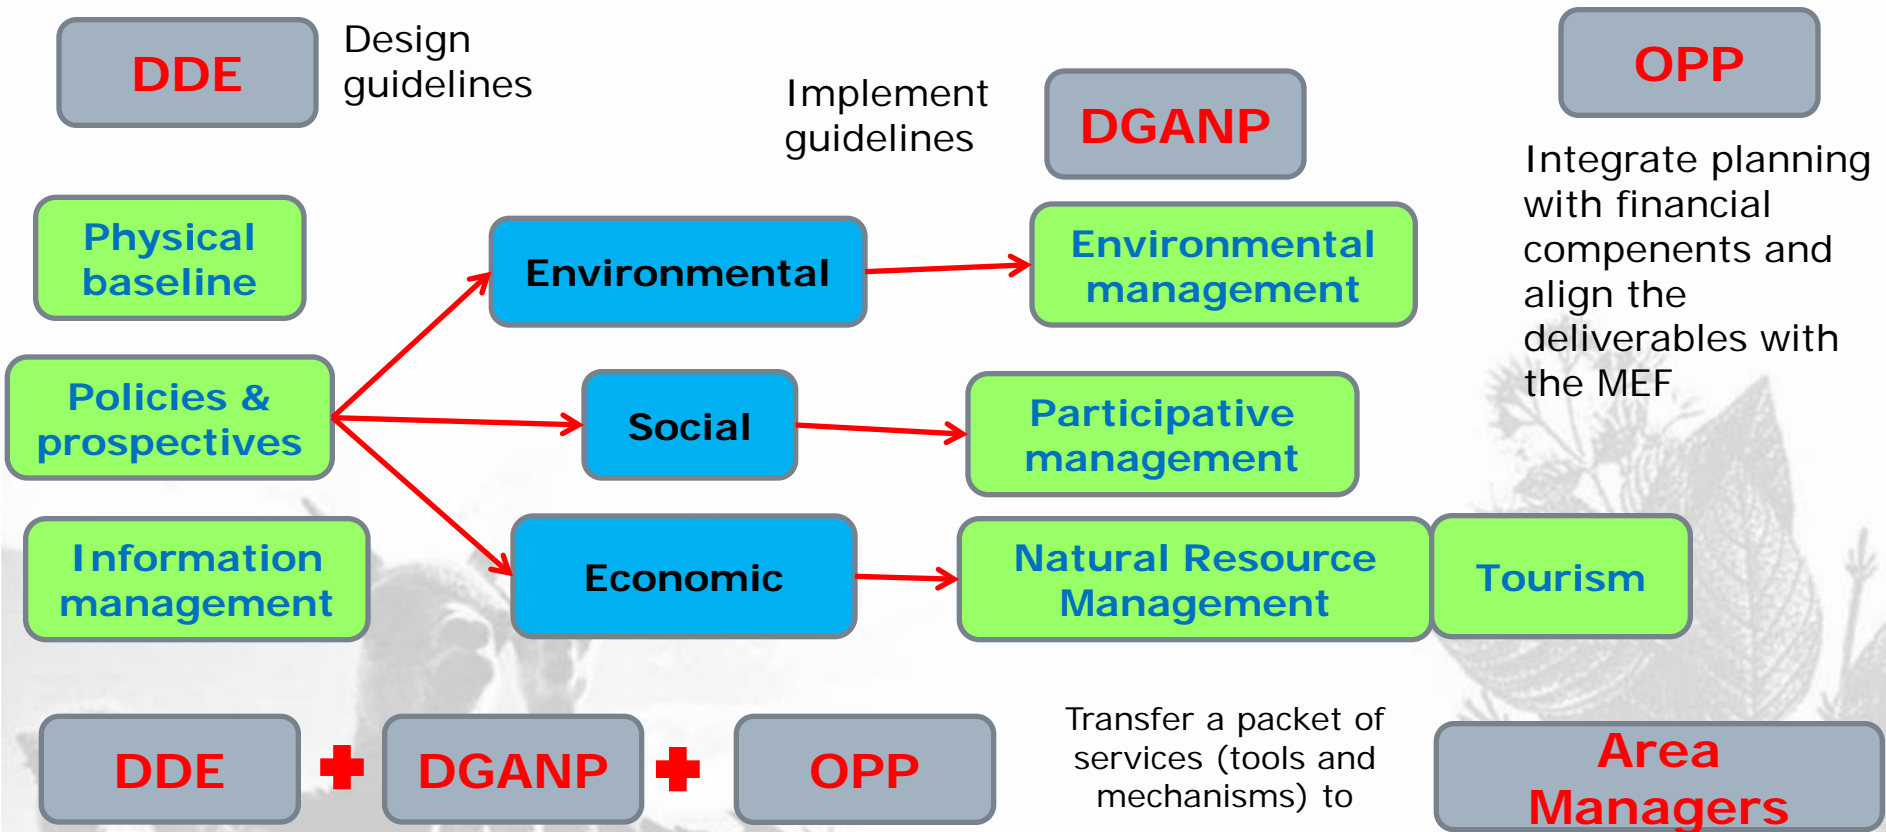 DDE
Design
guidelines
Implement
guidelines
DGANP
OPP
Integrate planning
with financial
compenents and
align the
deliverables with
the MEF
Physical
baseline
Environmental
Environmental
management
Policies &
prospectives
Social
Participative
management
Information
management
Economic
Natural Resource
Management
Tourism
DDE + DGANP + OPP
Transfer a packet of
services (tools and
mechanisms) to
Area
Managers